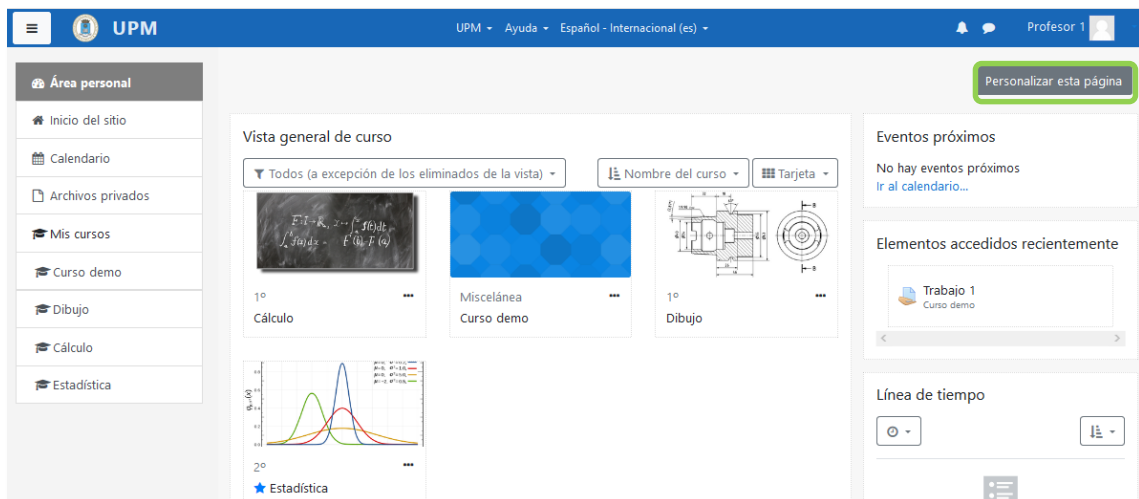 UPM
UPM Ayuda Español - Internacional (es)
Profesor 1
Área personal
Inicio del sitio
Calendario
Archivos privados
Mis cursos
Curso demo
Dibujo
Cálculo
Estadística
Personalizar esta página
Vista general de curso
Todos (a excepción de los eliminados de la vista)
Nombre del curso
Tarjeta
1º
Cálculo
Miscelánea
Curso demo
1º
Dibujo
2º
Estadística
Eventos próximos
No hay eventos próximos
Ir al calendario...
Elementos accedidos recientemente
Trabajo 1
Curso demo
Línea de tiempo